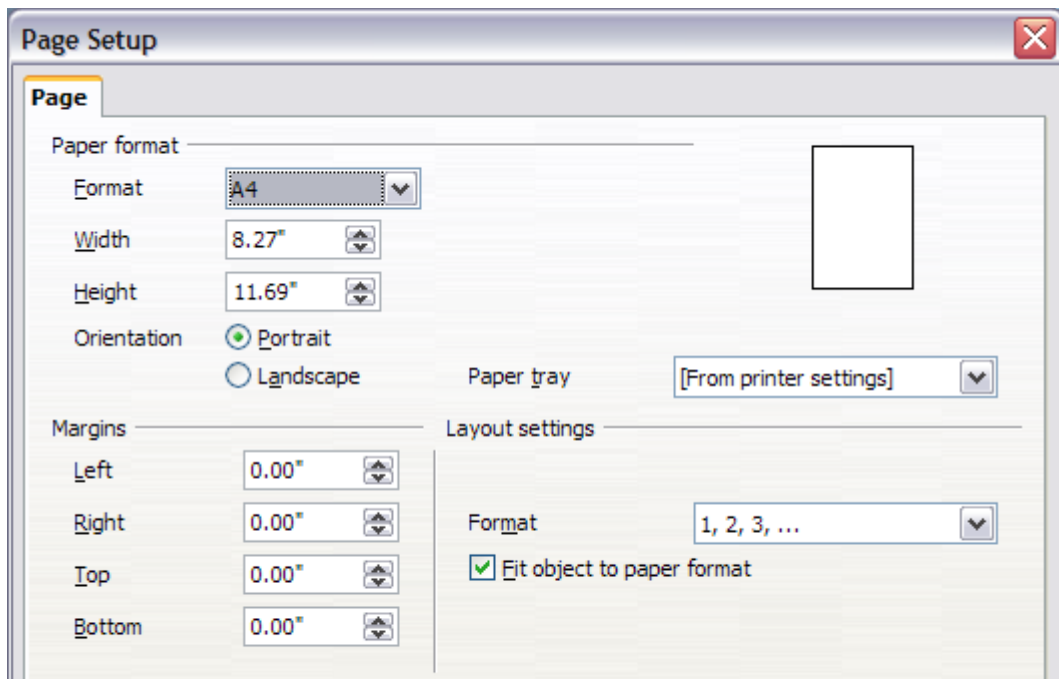 Page Setup
Page
Paper format
Format A4
Width 8.27"
Height 11.69"
Orientation Portrait
Landscape Paper tray [From printer settings]
Margins Layout settings
Left 0.00"
Right 0.00" Format 1, 2, 3, ...
Top 0.00" Fit object to paper format
Bottom 0.00"